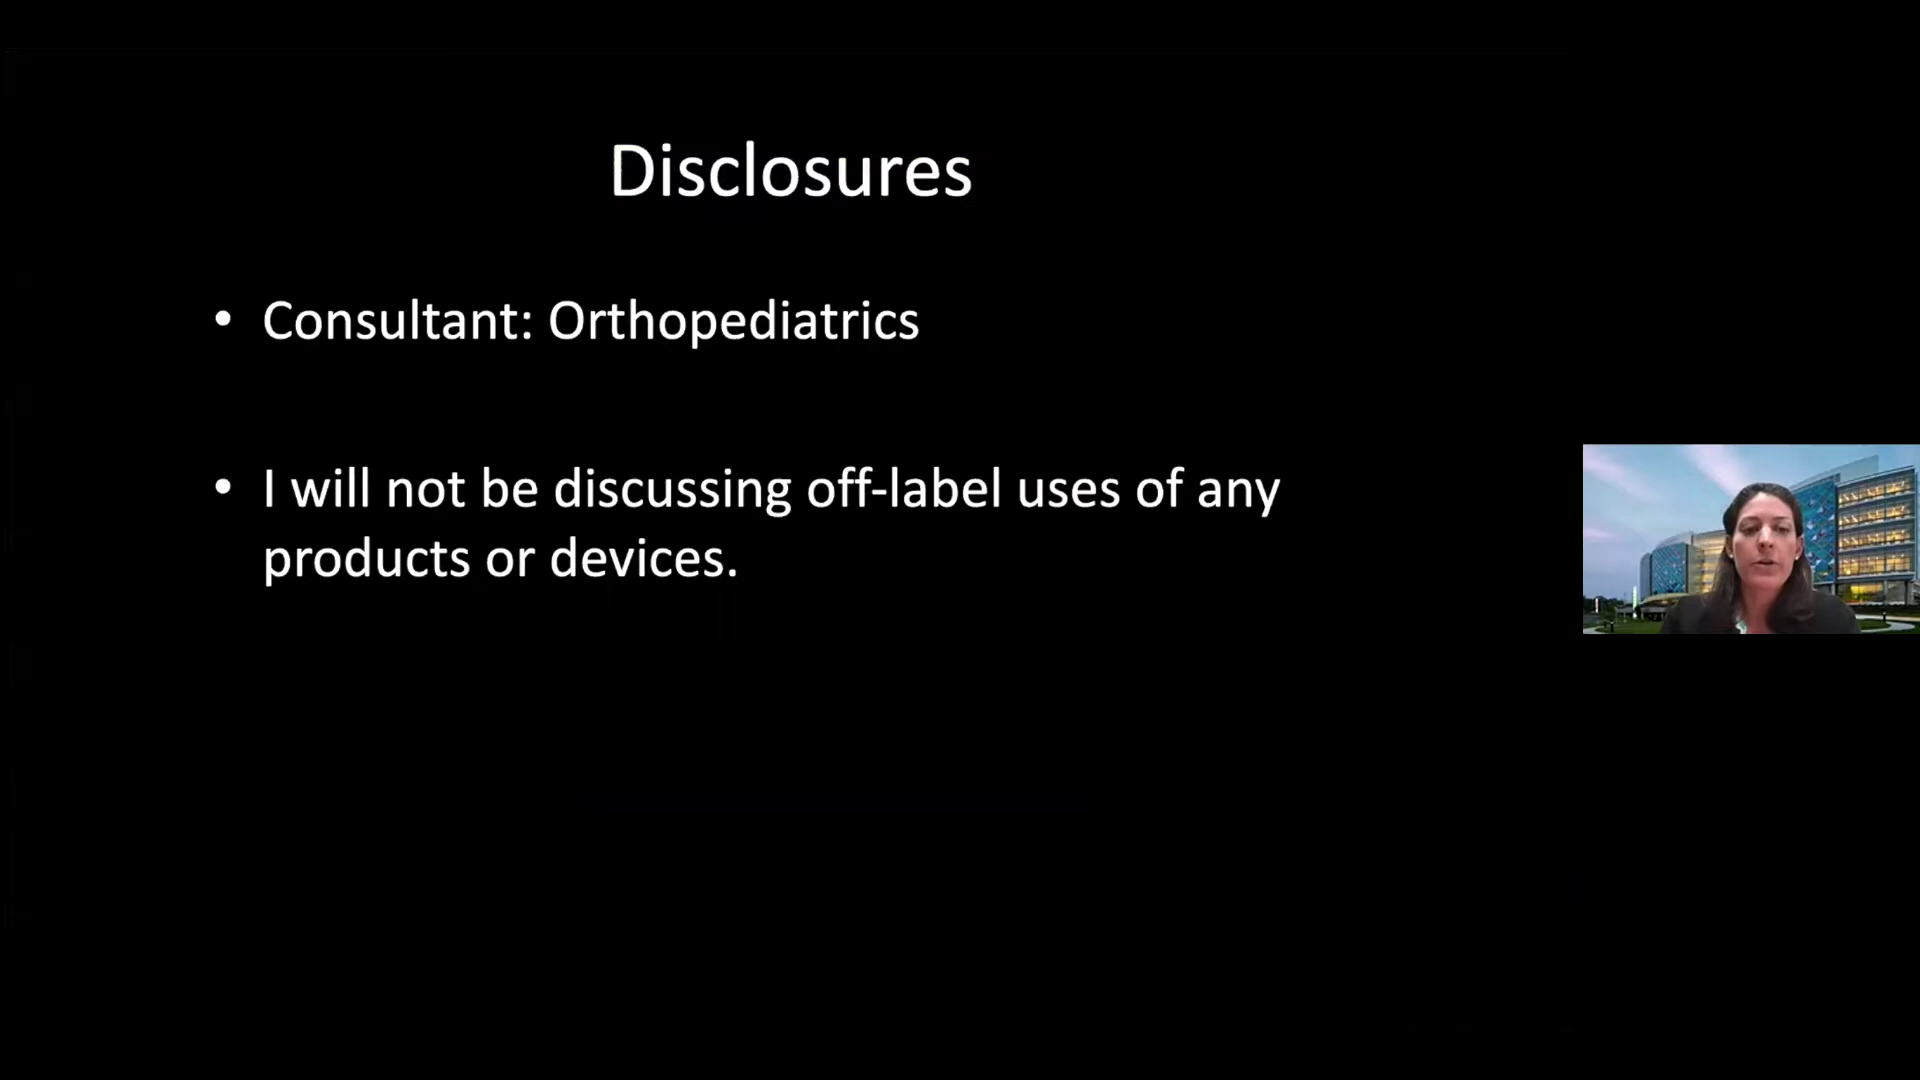 Disclosures
• Consultant: Orthopediatrics
• I will not be discussing off-label uses of any
products or devices.